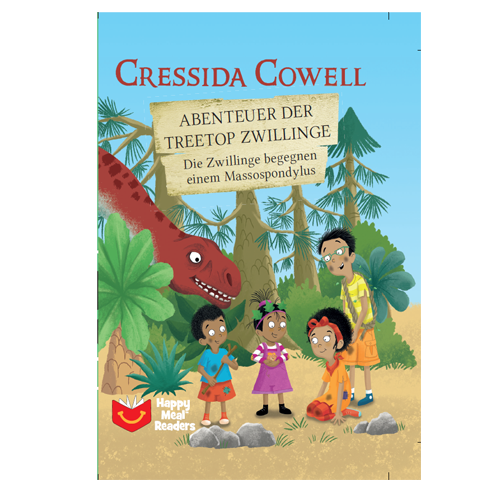 CRESSIDA COWELL
ABENTEUER DER
TREETOP ZWILLINGE
Die Zwillinge begegnen
einem Massospondylus
Happy
Meal
Readers